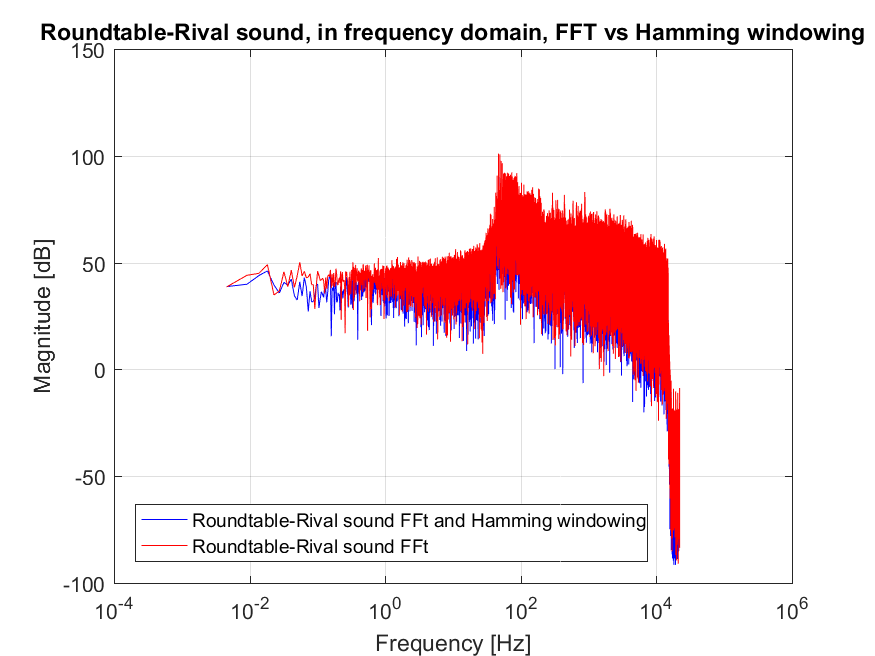 Roundtable-Rival sound, in frequency domain, FFT vs Hamming windowing
150
100
50
0
-50
-100
Magnitude [dB]
Roundtable-Rival sound FFt and Hamming windowing
Roundtable-Rival sound FFt
10^-4
10^-2
10^0
10^2
10^4
10^6
Frequency [Hz]